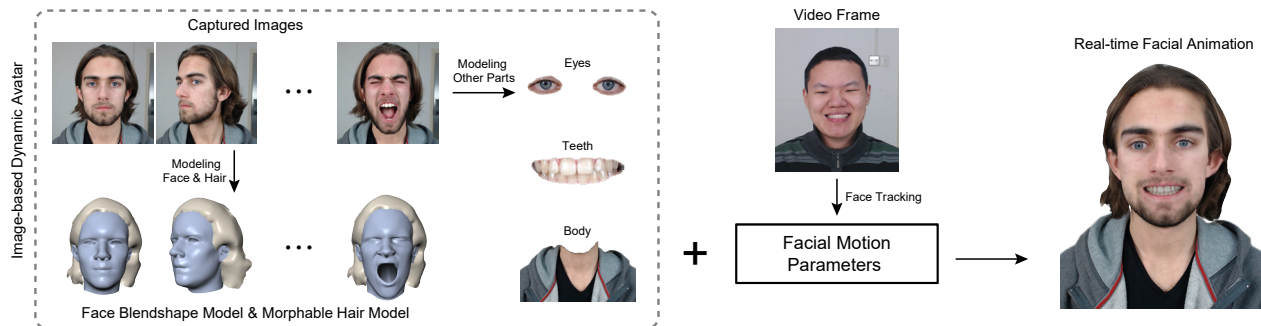 Image-based Dynamic Avatar
Captured Images
Modeling
Other Parts
Eyes
Modeling
Face & Hair
Teeth
Body
Face Blendshape Model & Morphable Hair Model
+
Video Frame
Face Tracking
Facial Motion
Parameters
Real-time Facial Animation